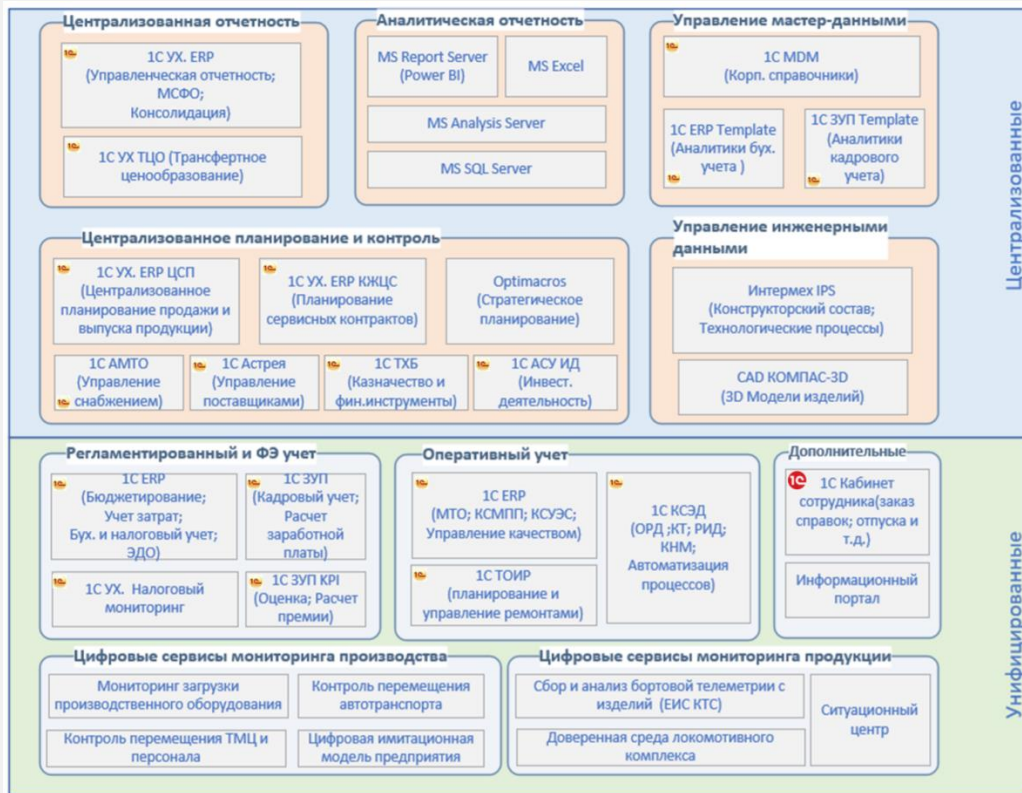 Централизованная отчетность
1С УХ. ERP
(Управленческая отчетность;
МСФО;
Консолидация)
1С УХ ТЦО (Трансфертное
ценообразование)
Аналитическая отчетность
MS Report Server
(Power BI)
MS Excel
MS Analysis Server
MS SQL Server
Управление мастер-данными
1С MDM
(Корп. справочники)
1С ERP Template
(Аналитики бух.
учета )
1С ЗУП Template
(Аналитики
кадрового
учета)
Централизованные
Централизованное планирование и контроль
1С УХ. ERP ЦСП
(Централизованное
планирование продажи и
выпуска продукции)
1С УХ. ERP КЖЦС
(Планирование
сервисных контрактов)
Optimacros
(Стратегическое
планирование)
1С АМТО
(Управление
снабжением)
1С Астрея
(Управление
поставщиками)
1С ТХБ
(Казначество и
фин.инструменты)
1С АСУ ИД
(Инвест.
деятельность)
Управление инженерными
данными
Интермех IPS
(Конструкторский состав;
Технологические процессы)
CAD КОМПАС-3D
(3D Модели изделий)
Регламентированный и ФЭ учет
1С ERP
(Бюджетирование;
Учет затрат;
Бух. и налоговый учет;
ЭДО)
1С ЗУП
(Кадровый учет;
Расчет
заработной
платы)
1С УХ. Налоговый
мониторинг
1С ЗУП KPI
(Оценка; Расчет
премии)
Оперативный учет
1С ERP
(МТО; КСМПП; КСУЭС;
Управление качеством)
1С ТОИР
(планирование и
управление ремонтами)
1С КСЭД
(ОРД ;КТ; РИД;
КНМ;
Автоматизация
процессов)
Дополнительные
1С Кабинет
сотрудника(заказ
справок; отпуска и
т.д.)
Информационный
портал
Унифицированные
Цифровые сервисы мониторинга производства
Мониторинг загрузки
производственного оборудования
Контроль перемещения
автотранспорта
Контроль перемещения ТМЦ и
персонала
Цифровая имитационная
модель предприятия
Цифровые сервисы мониторинга продукции
Сбор и анализ бортовой телеметрии с
изделий (ЕИС КТС)
Доверенная среда локомотивного
комплекса
Ситуационный
центр